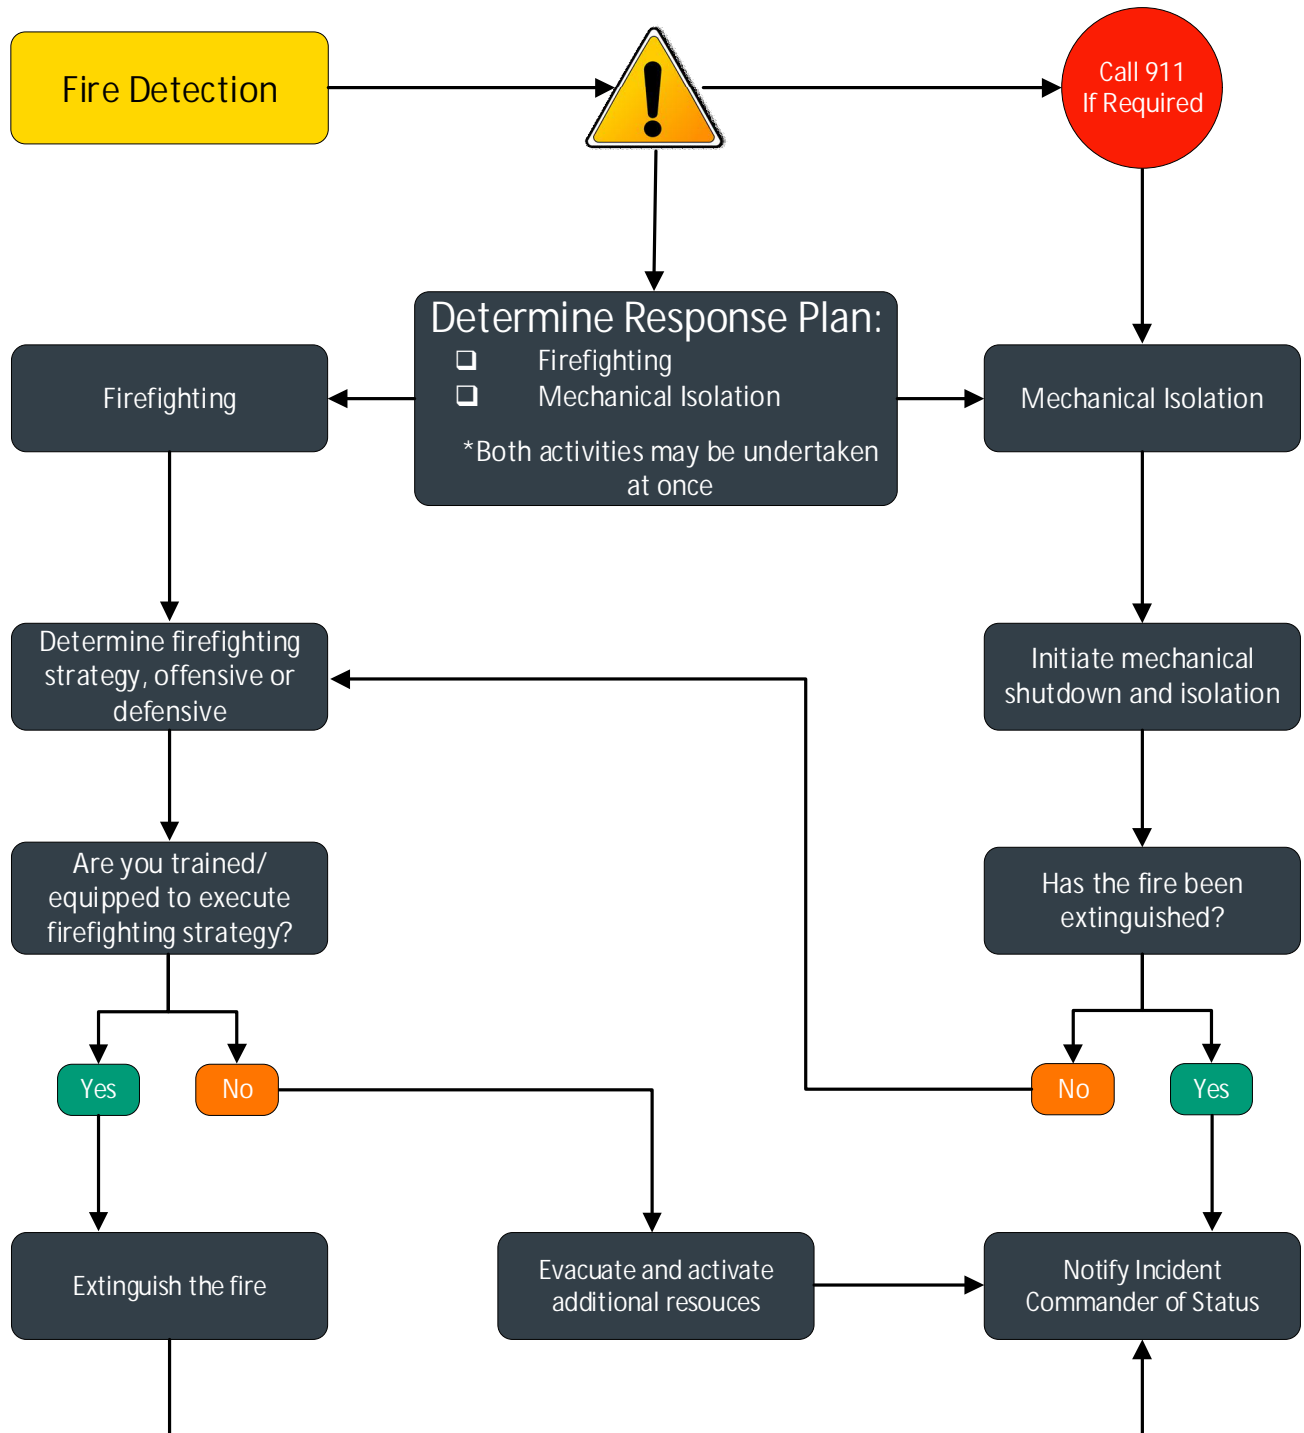 Fire Detection
Call 911
If Required
Determine Response Plan:
❑ Firefighting
❑ Mechanical Isolation
*Both activities may be undertaken
at once
Firefighting
Mechanical Isolation
Determine firefighting
strategy, offensive or
defensive
Initiate mechanical
shutdown and isolation
Are you trained/
equipped to execute
firefighting strategy?
Has the fire been
extinguished?
Yes
No
No
Yes
Extinguish the fire
Evacuate and activate
additional resouces
Notify Incident
Commander of Status